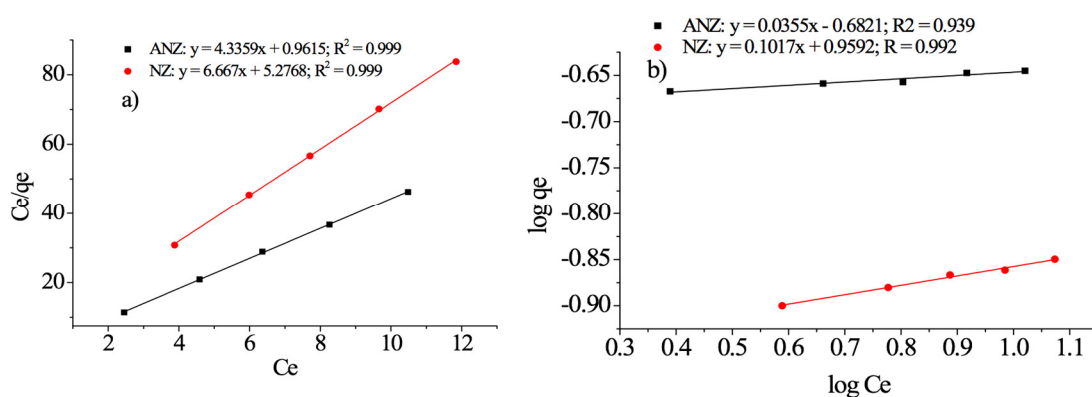 ANZ: y = 4.3359x + 0.9615; R² = 0.999
NZ: y = 6.667x + 5.2768; R² = 0.999
a)
80
60
40
20
Ce/qe
2 4 6 8 10 12
Ce
ANZ: y = 0.0355x - 0.6821; R2 = 0.939
NZ: y = 0.1017x + 0.9592; R = 0.992
b)
-0.65
-0.70
-0.75
-0.80
-0.85
-0.90
log qe
0.3 0.4 0.5 0.6 0.7 0.8 0.9 1.0 1.1
log Ce